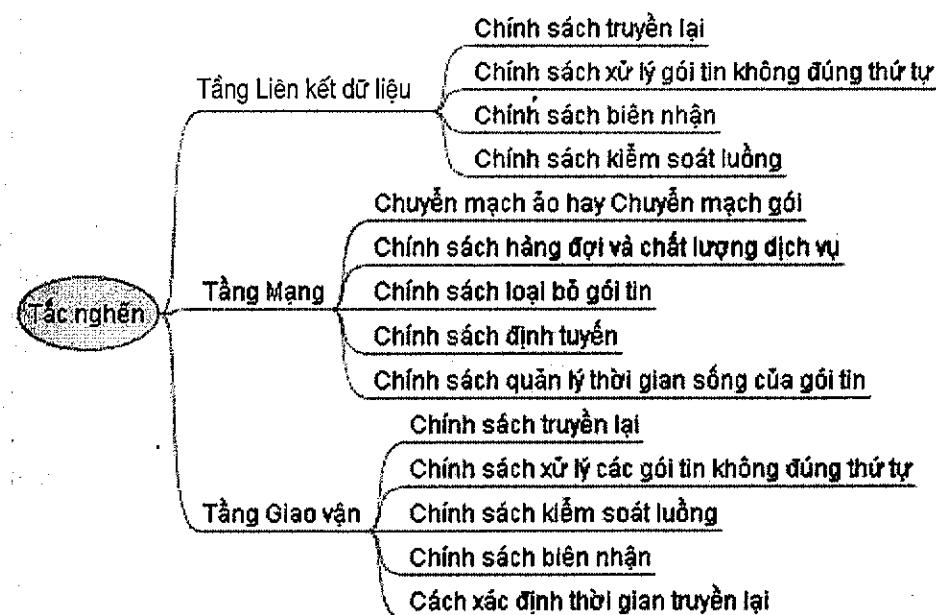 Tắc nghẽn
Tầng Liên kết dữ liệu
Chính sách truyền lại
Chính sách xử lý gói tin không đúng thứ tự
Chính sách biên nhận
Chính sách kiểm soát luồng
Tầng Mạng
Chuyển mạch ảo hay Chuyển mạch gói
Chính sách hàng đợi và chất lượng dịch vụ
Chính sách loại bỏ gói tin
Chính sách định tuyến
Chính sách quản lý thời gian sống của gói tin
Tầng Giao vận
Chính sách truyền lại
Chính sách xử lý các gói tin không đúng thứ tự
Chính sách kiểm soát luồng
Chính sách biên nhận
Cách xác định thời gian truyền lại